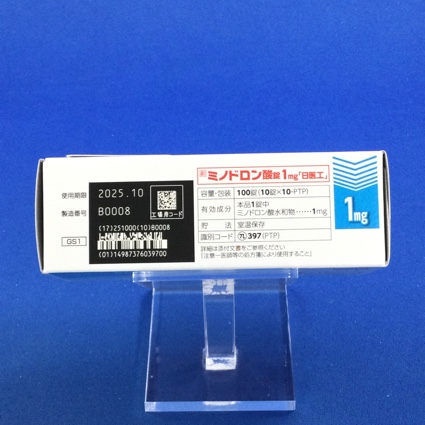 使用期限
2025.10
製造番号
B0008
工場用コード
GS1
(17)251000(10)B0008
(01)14987376039700
ミノドロン酸錠1mg「日医工」
容量・包装 100錠(10錠×10・PTP)
有効成分 本品1錠中
ミノドロン酸水和物……1mg
貯法 室温保存
識別コード 397(PTP)
詳細は添付文書をご参照ください
「注意－医師等の処方箋により使用すること」
1mg